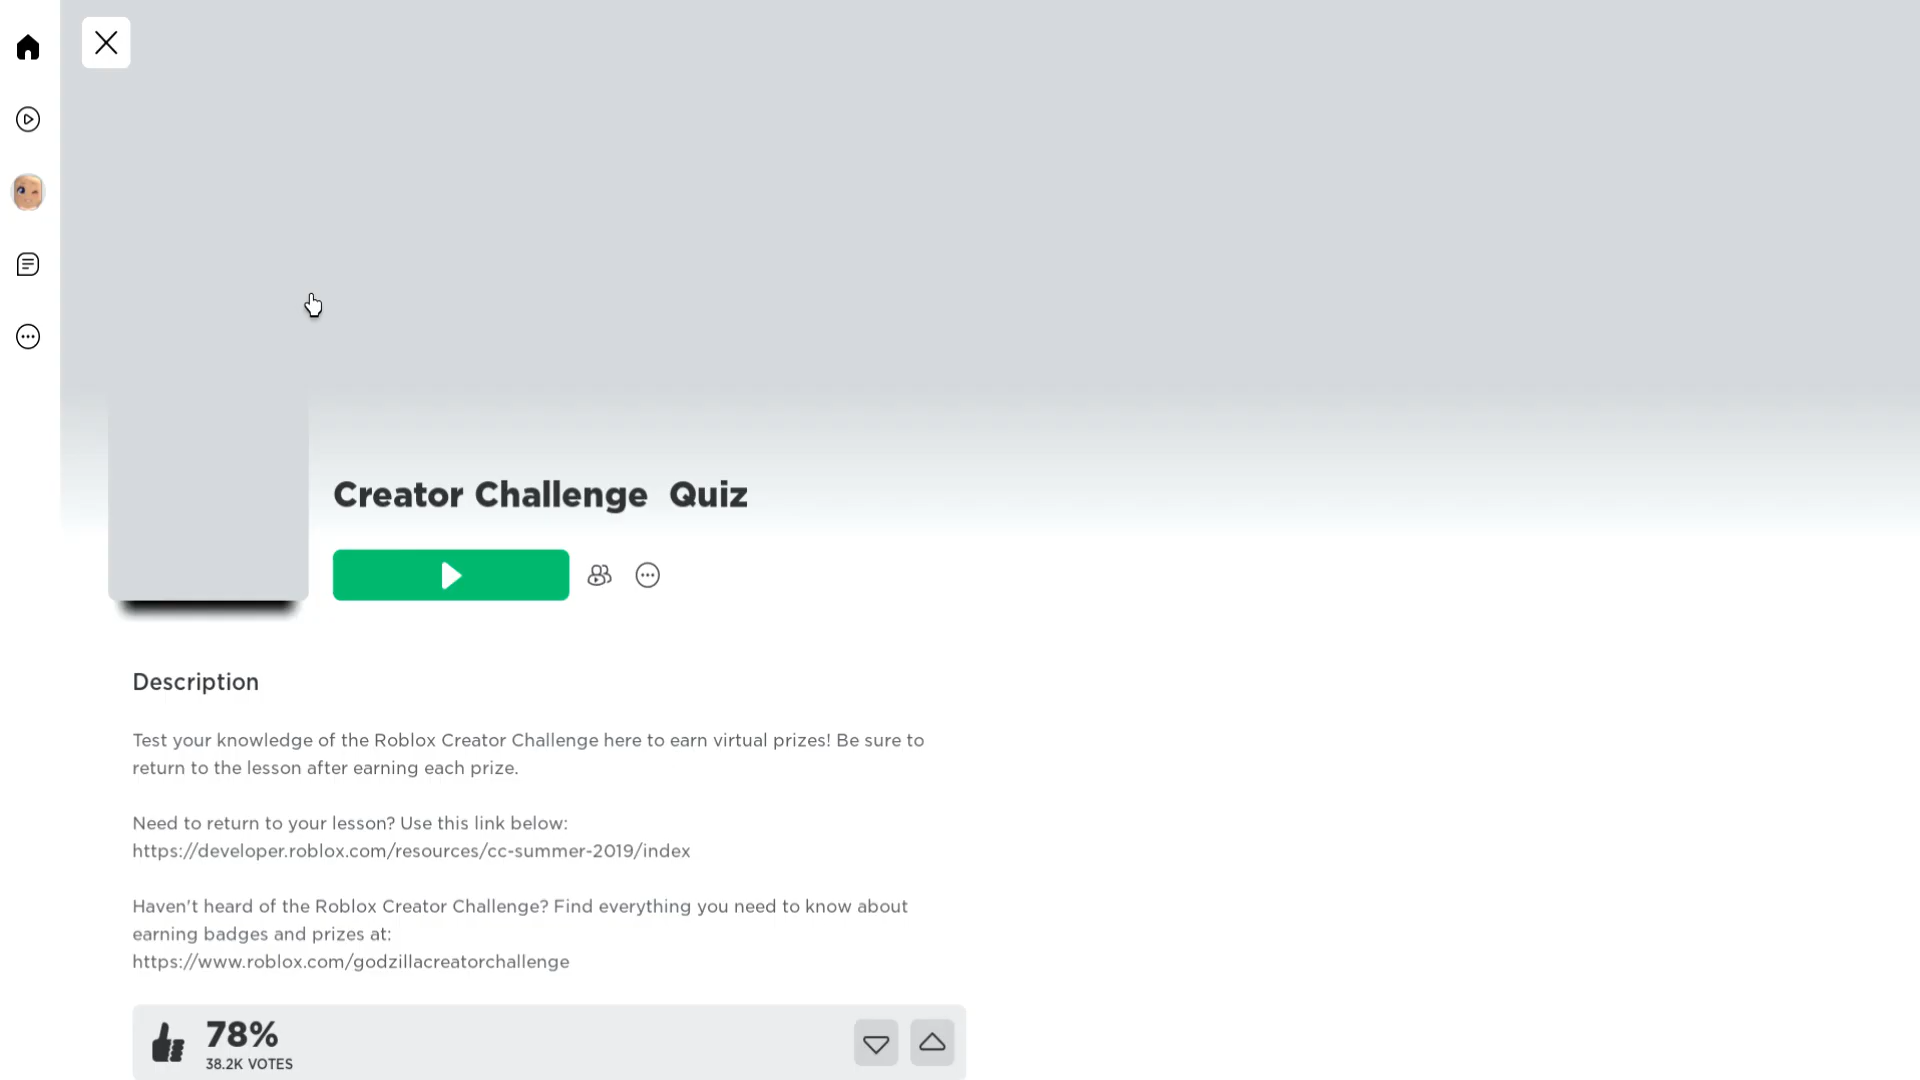 Creator Challenge  Quiz
Description
Test your knowledge of the Roblox Creator Challenge here to earn virtual prizes! Be sure to
return to the lesson after earning each prize.
Need to return to your lesson? Use this link below:
https://developer.roblox.com/resources/cc-summer-2019/index
Haven't heard of the Roblox Creator Challenge? Find everything you need to know about
earning badges and prizes at:
https://www.roblox.com/godzillacreatorchallenge
78%
38.2K VOTES